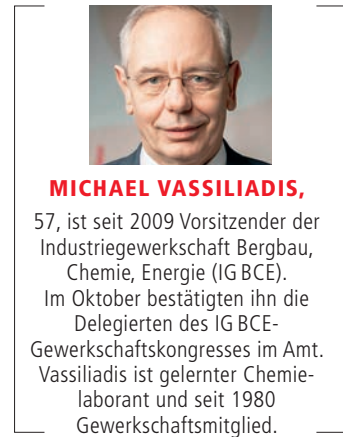 MICHAEL VASSILIADIS,
57, ist seit 2009 Vorsitzender der
Industriegewerkschaft Bergbau,
Chemie, Energie (IG BCE).
Im Oktober bestätigten ihn die
Delegierten des IG BCE-
Gewerkschaftskongresses im Amt.
Vassiliadis ist gelernter Chemie-
laborant und seit 1980
Gewerkschaftsmitglied.